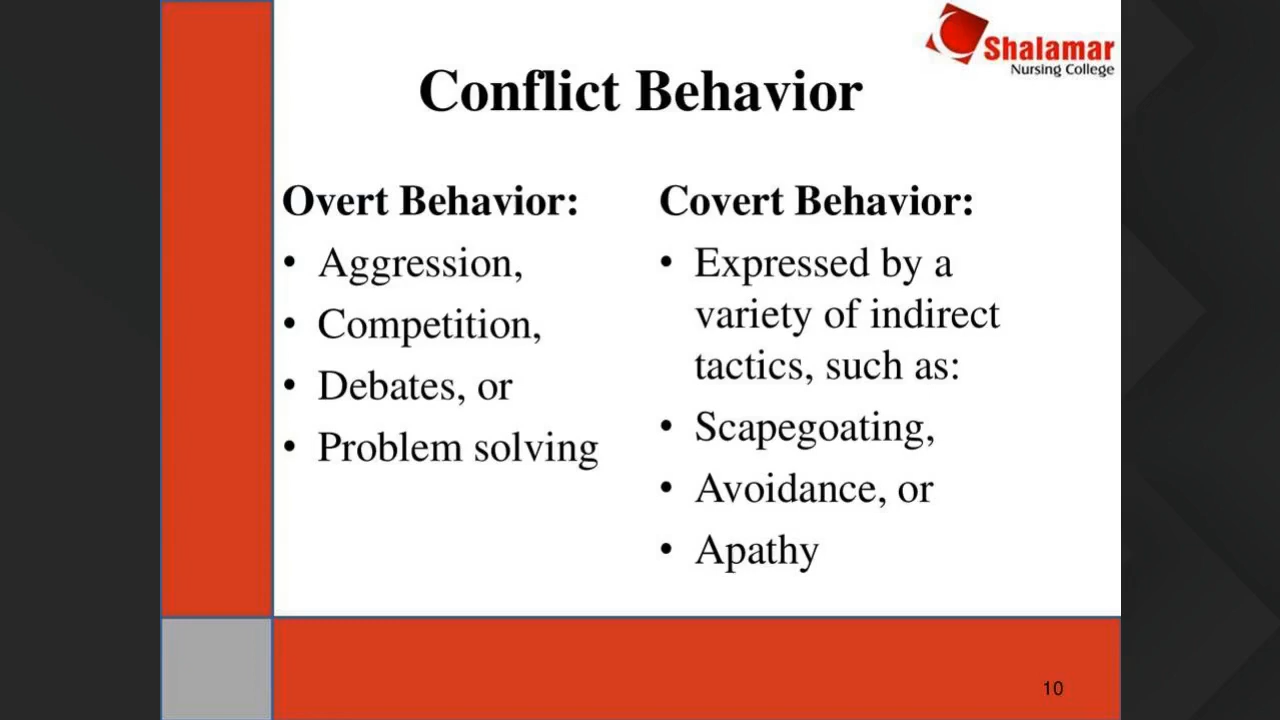 Shalamar
Nursing College
Conflict Behavior
Overt Behavior:
• Aggression,
• Competition,
• Debates, or
• Problem solving
Covert Behavior:
• Expressed by a
variety of indirect
tactics, such as:
• Scapegoating,
• Avoidance, or
• Apathy
10